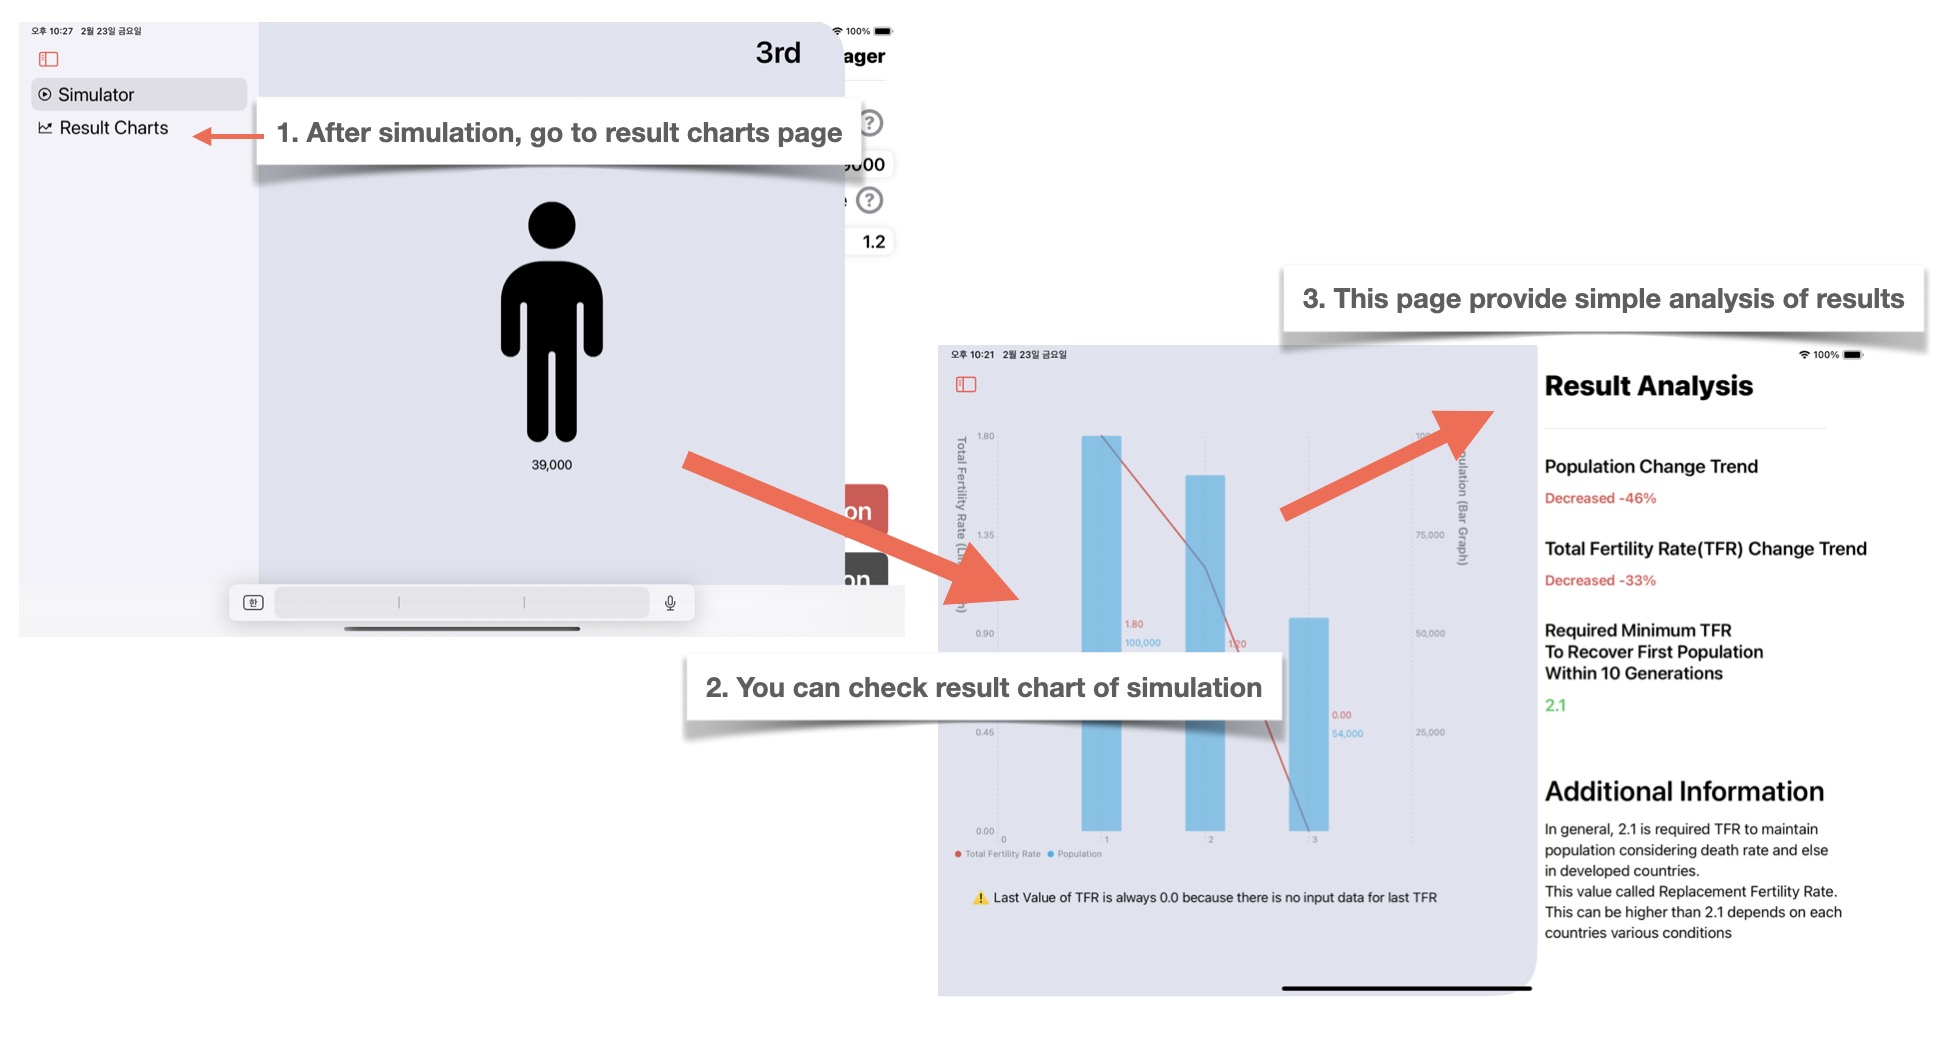 오후 10:27 2월 23일 금요일
100%
3rd
ager
Simulator
Result Charts
1. After simulation, go to result charts page
?
9000
?
1.2
39,000
on
on
한
3. This page provide simple analysis of results
오후 10:21 2월 23일 금요일
100%
Result Analysis
Population Change Trend
Decreased -46%
Total Fertility Rate(TFR) Change Trend
Decreased -33%
Required Minimum TFR
To Recover First Population
Within 10 Generations
2.1
Additional Information
In general, 2.1 is required TFR to maintain
population considering death rate and else
in developed countries.
This value called Replacement Fertility Rate.
This can be higher than 2.1 depends on each
countries various conditions
Total Fertility Rate
1.80
1.35
0.90
0.45
0.00
75,000
50,000
25,000
(Bar Graph)
1.80
100,000
1.20
0.00
54,000
2. You can check result chart of simulation
0
1
2
3
Total Fertility Rate
Population
Last Value of TFR is always 0.0 because there is no input data for last TFR